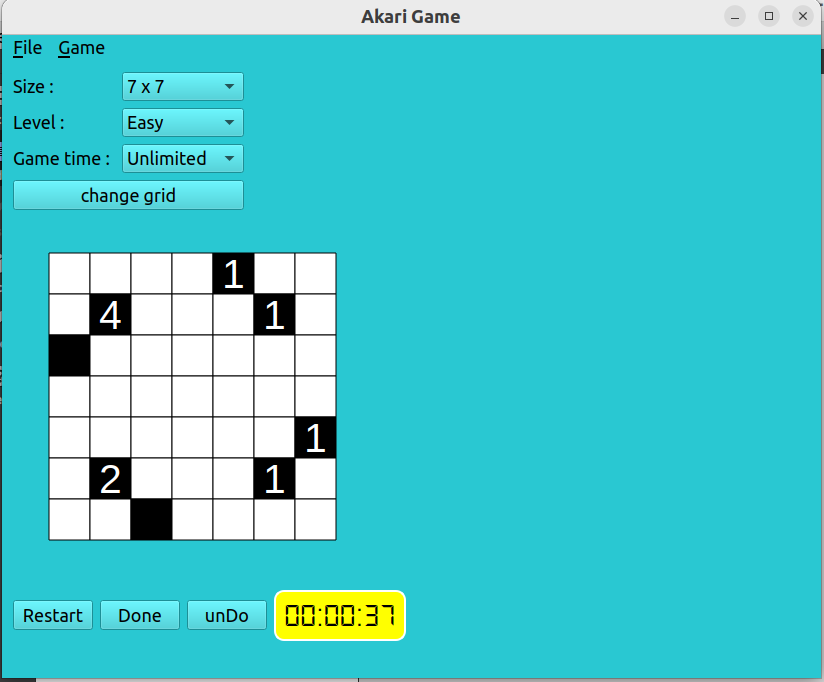 Akari Game
File Game
Size : 7 x 7
Level : Easy
Game time : Unlimited
change grid
1
4 1
1
2 1
Restart Done unDo 00:00:37